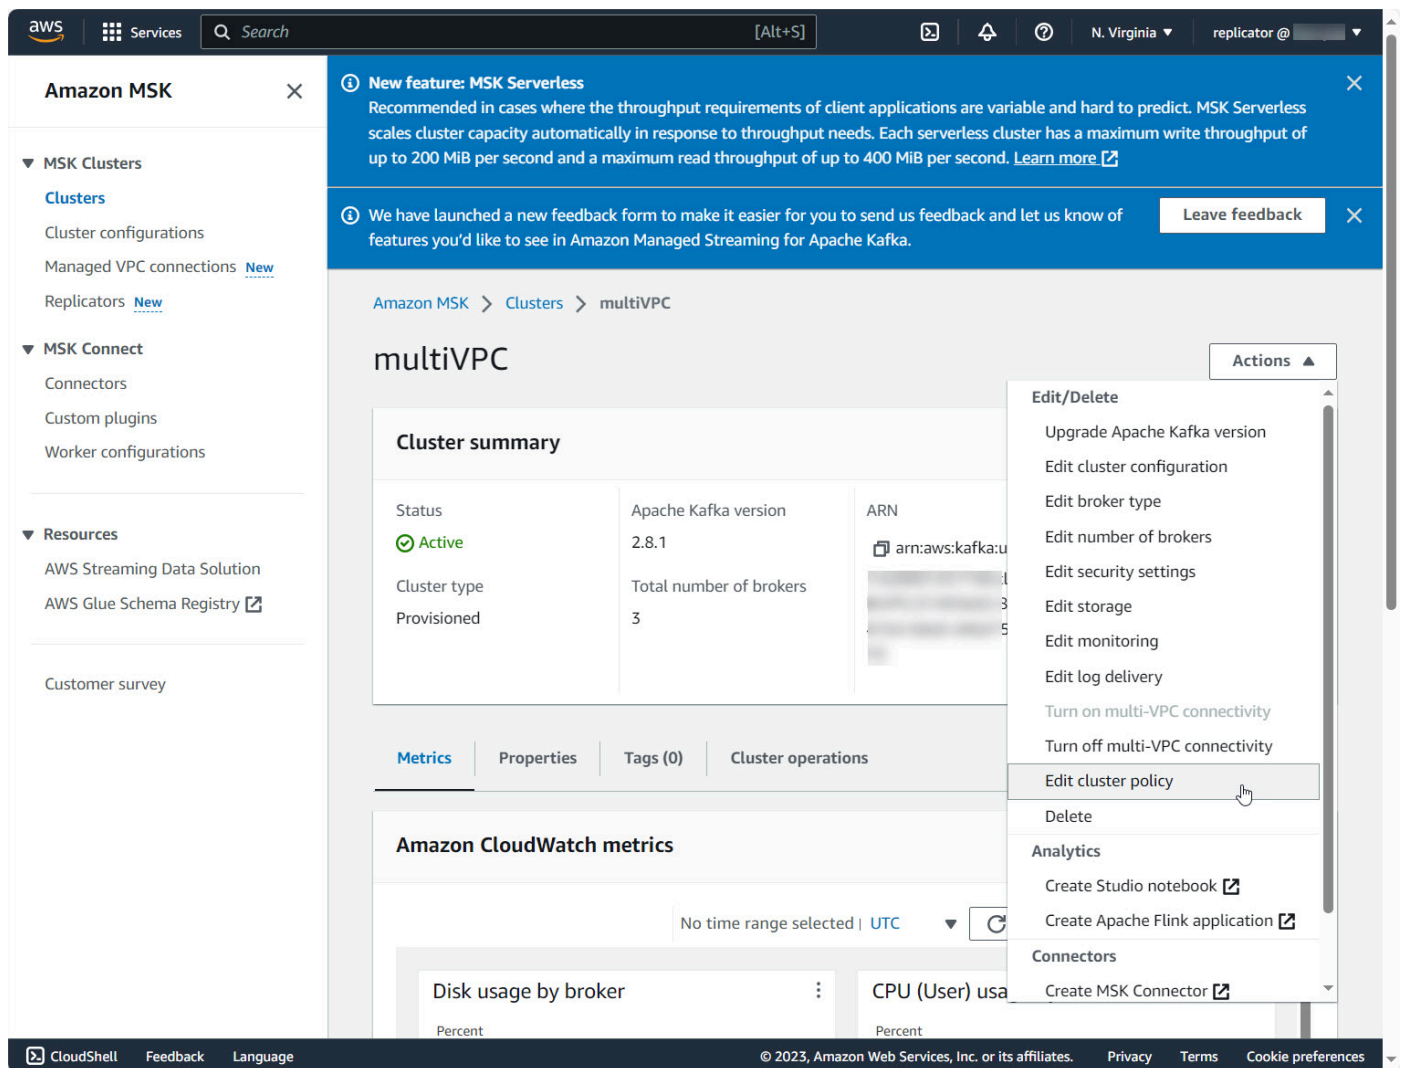 aws
Services
Search
[Alt+S]
N. Virginia ▼
replicator @
Amazon MSK
MSK Clusters
Clusters
Cluster configurations
Managed VPC connections New
Replicators New
MSK Connect
Connectors
Custom plugins
Worker configurations
Resources
AWS Streaming Data Solution
AWS Glue Schema Registry
Customer survey
New feature: MSK Serverless
Recommended in cases where the throughput requirements of client applications are variable and hard to predict. MSK Serverless
scales cluster capacity automatically in response to throughput needs. Each serverless cluster has a maximum write throughput of
up to 200 MiB per second and a maximum read throughput of up to 400 MiB per second. Learn more
We have launched a new feedback form to make it easier for you to send us feedback and let us know of
features you'd like to see in Amazon Managed Streaming for Apache Kafka.
Leave feedback
Amazon MSK > Clusters > multiVPC
multiVPC
Actions
Cluster summary
Status
Active
Cluster type
Provisioned
Apache Kafka version
2.8.1
Total number of brokers
3
ARN
arn:aws:kafka:u
Metrics
Properties
Tags (0)
Cluster operations
Amazon CloudWatch metrics
No time range selected | UTC
Disk usage by broker
Percent
CPU (User) usa
Percent
Edit/Delete
Upgrade Apache Kafka version
Edit cluster configuration
Edit broker type
Edit number of brokers
Edit security settings
Edit storage
Edit monitoring
Edit log delivery
Turn on multi-VPC connectivity
Turn off multi-VPC connectivity
Edit cluster policy
Delete
Analytics
Create Studio notebook
Create Apache Flink application
Connectors
Create MSK Connector
CloudShell
Feedback
Language
© 2023, Amazon Web Services, Inc. or its affiliates.
Privacy
Terms
Cookie preferences